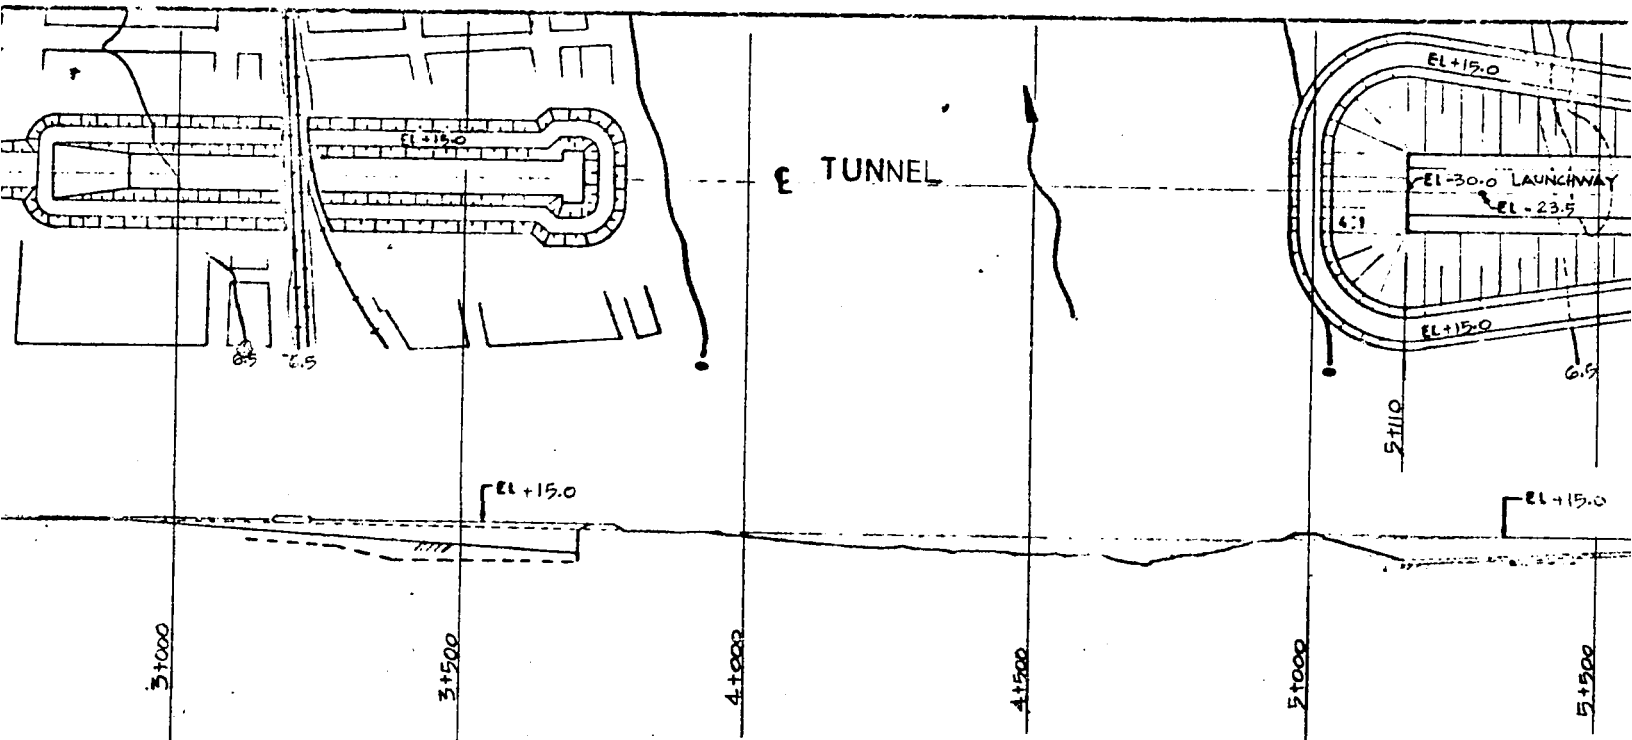 EL+15.0
EL +15.0
℄ TUNNEL
EL-30.0 LAUNCHWAY
EL - 23.5
4:1
EL+15.0
6.5
6.5
6.5
5+110
EL +15.0
EL +15.0
3+000
3+500
4+000
4+500
5+000
5+500